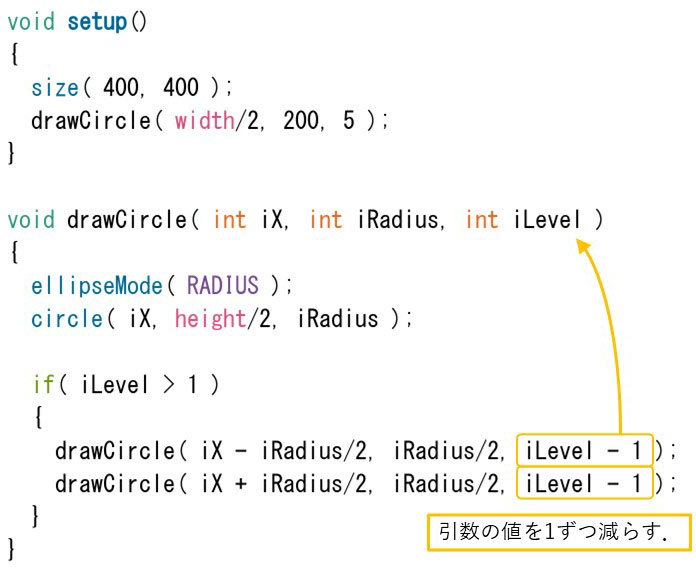 void setup()
{
  size( 400, 400 );
  drawCircle( width/2, 200, 5 );
}

void drawCircle( int iX, int iRadius, int iLevel )
{
  ellipseMode( RADIUS );
  circle( iX, height/2, iRadius );

  if( iLevel > 1 )
  {
    drawCircle( iX − iRadius/2, iRadius/2, iLevel − 1 );
    drawCircle( iX + iRadius/2, iRadius/2, iLevel − 1 );
  }
}
引数の値を1ずつ減らす.